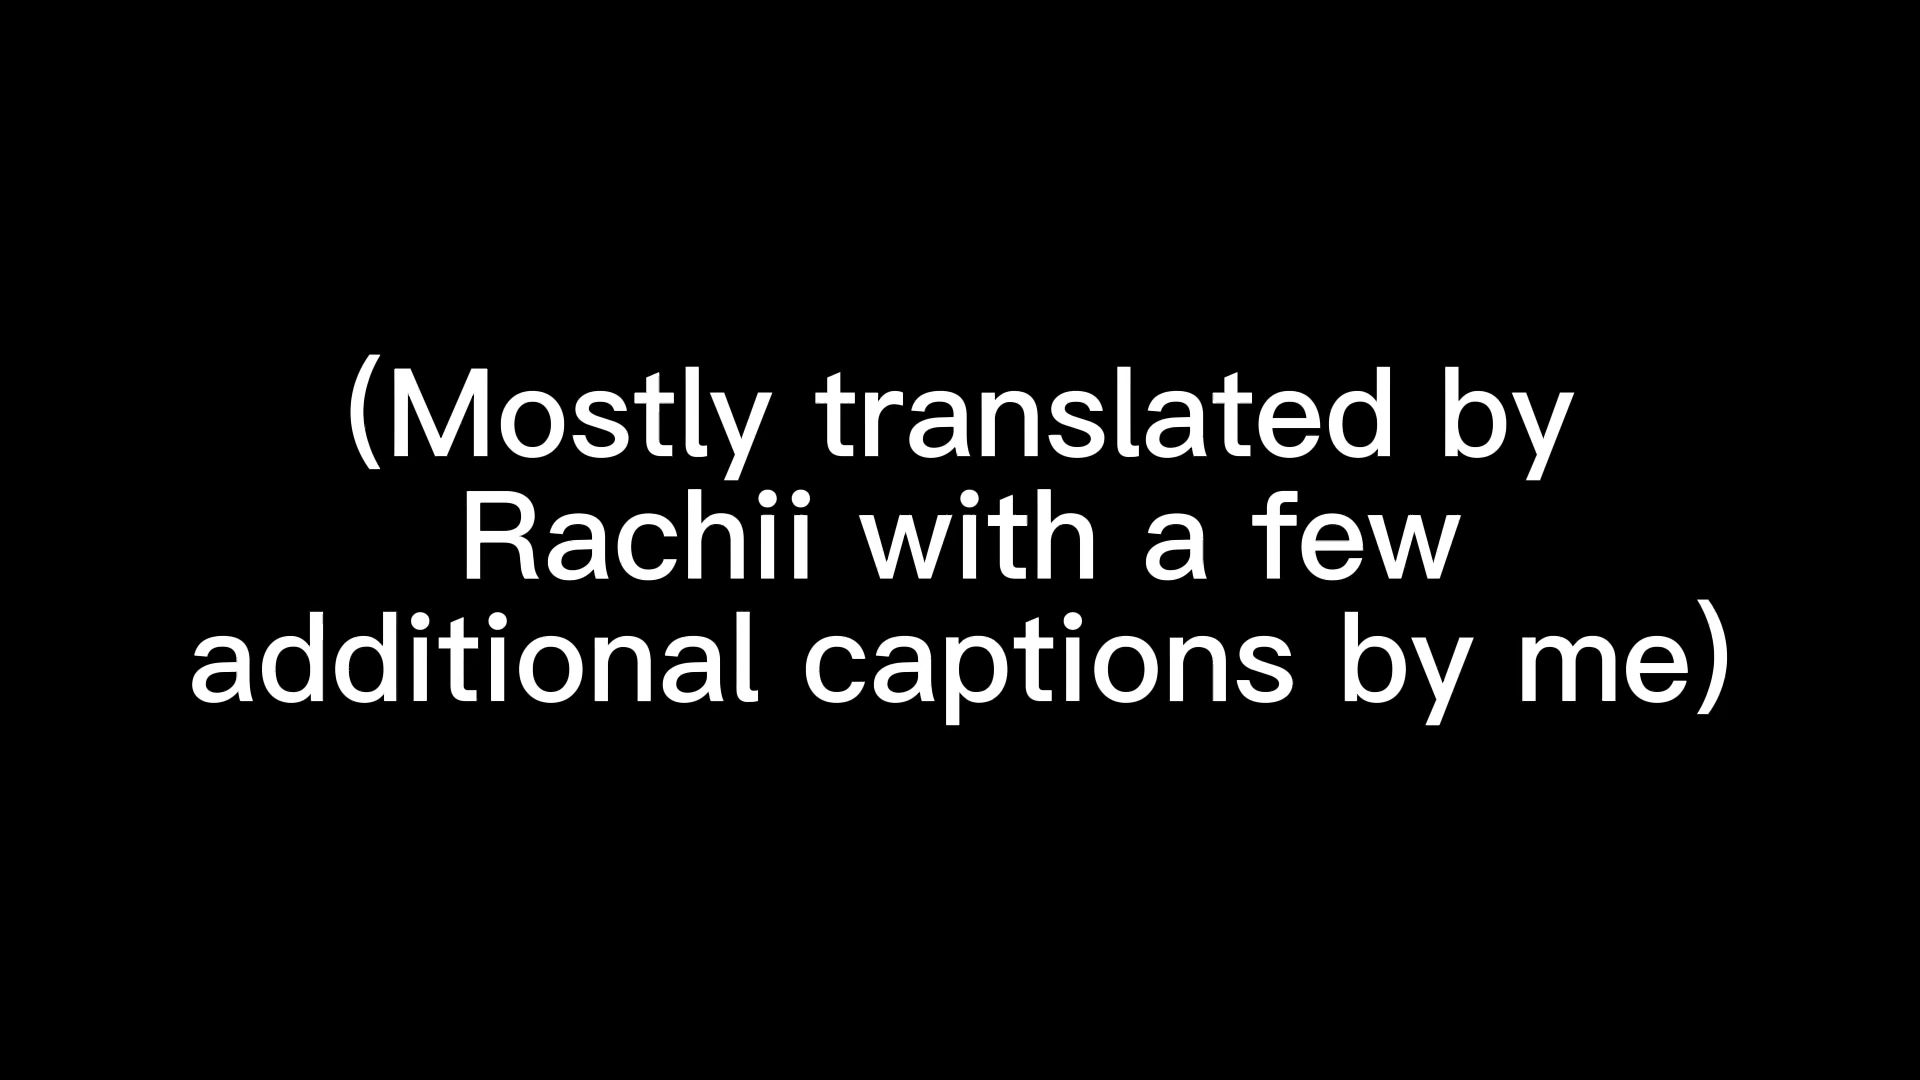 (Mostly translated by
Rachii with a few
additional captions by me)